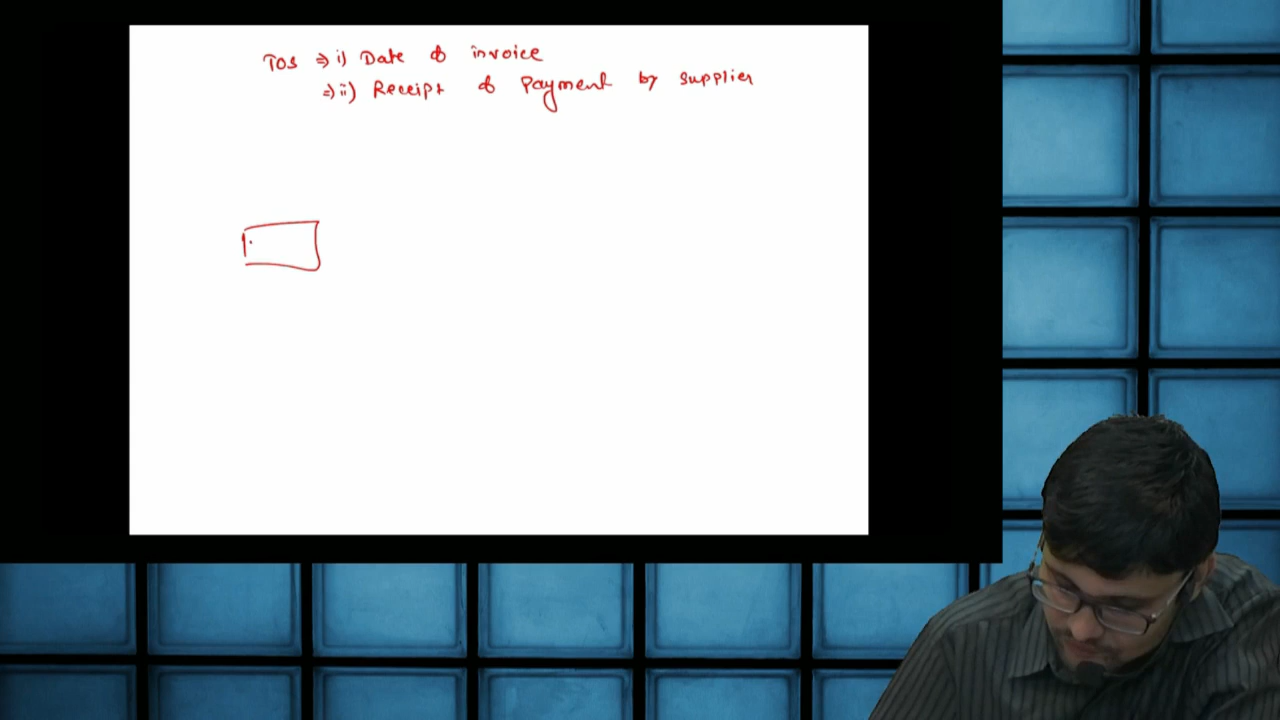 TOS ⇒ i) Date of invoice
⇒ ii) Receipt of Payment by Supplier